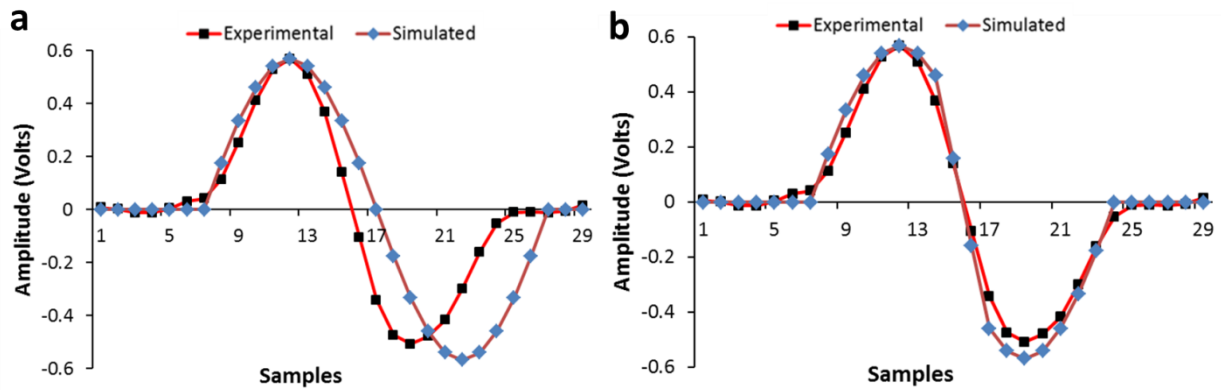 a
Experimental Simulated
0.6
0.4
0.2
0
-0.2
-0.4
-0.6
1 5 9 13 17 21 25 29
Amplitude (Volts)
Samples
b
Experimental Simulated
0.6
0.4
0.2
0
-0.2
-0.4
-0.6
1 5 9 13 17 21 25 29
Amplitude (Volts)
Samples